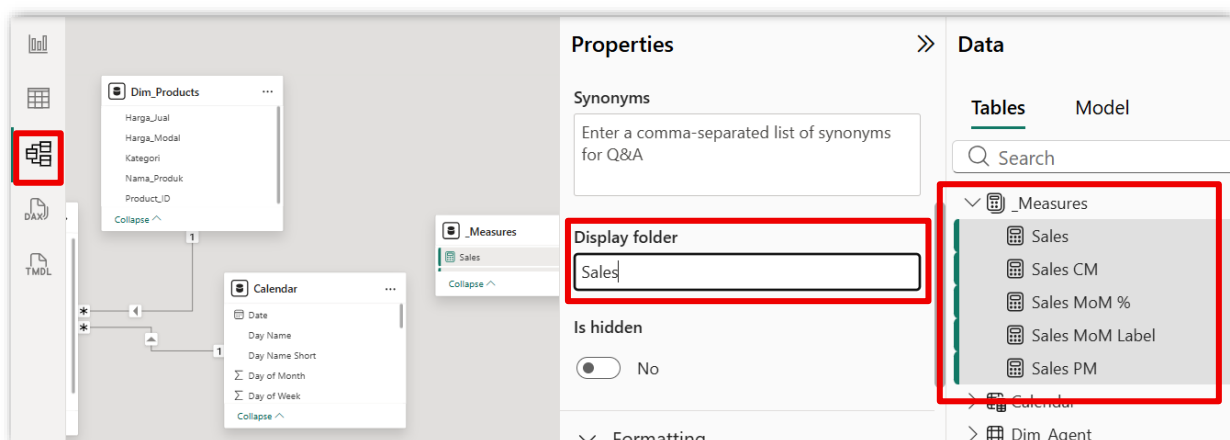 DAX
TMDL
Dim_Products
...
Harga_Jual
Harga_Modal
Kategori
Nama_Produk
Product_ID
Collapse
1
*
*
1
Calendar
...
Date
Day Name
Day Name Short
Day of Month
Day of Week
Collapse
_Measures
Sales
Collapse
Properties
Synonyms
Enter a comma-separated list of synonyms
for Q&A
Display folder
Sales
Is hidden
No
Formatting
Data
Tables Model
Search
_Measures
Sales
Sales CM
Sales MoM %
Sales MoM Label
Sales PM
Calendar
Dim_Agent